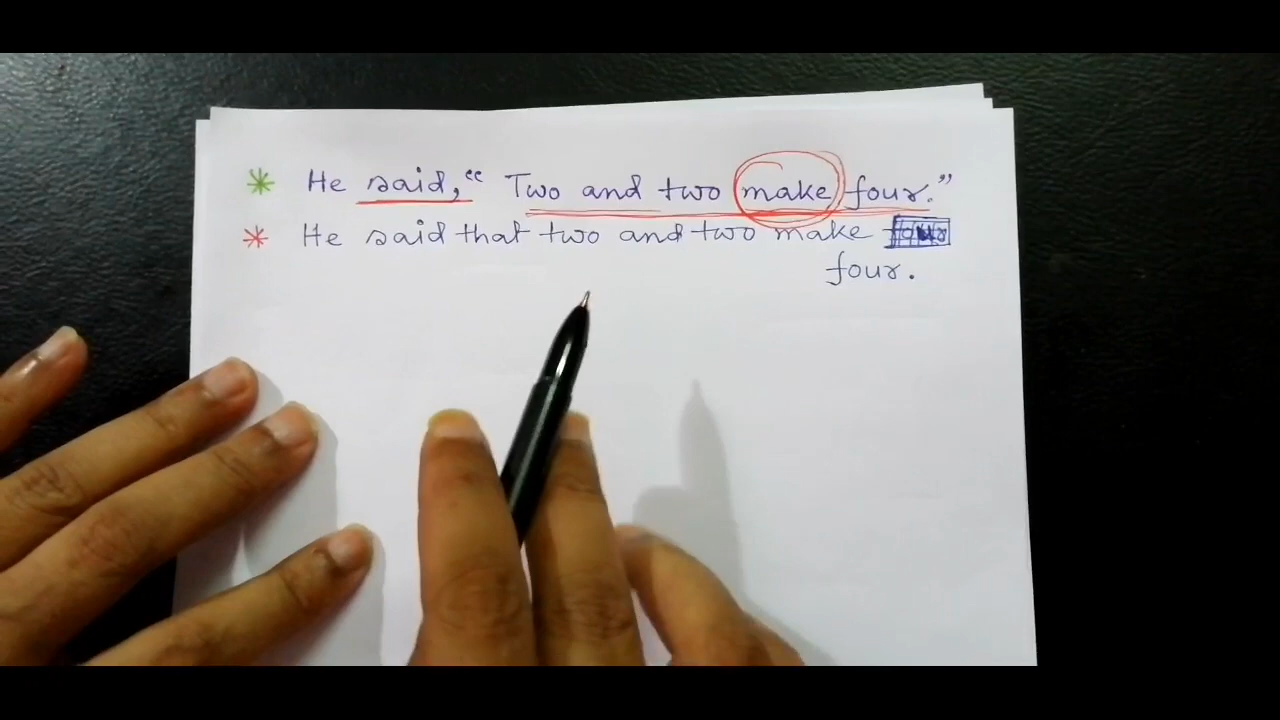 * He said,“ Two and two make four.”
* He said that two and two make
four.